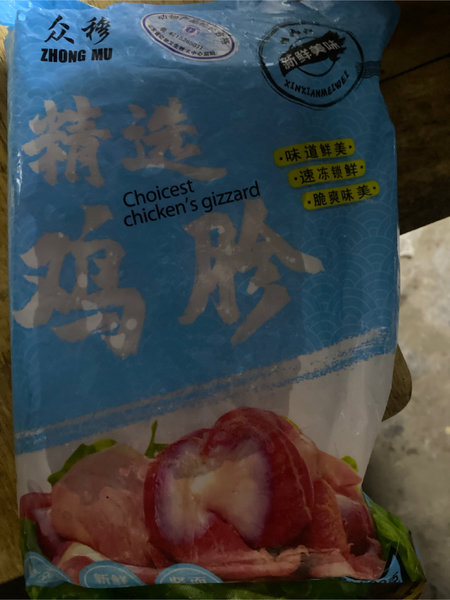 众穆
ZHONG MU
新鲜美味
XINXIANMEIWEI
精选
Choicest
chicken's gizzard
鸡胗
·味道鲜美·
·速冻锁鲜·
·脆爽味美·
新鲜